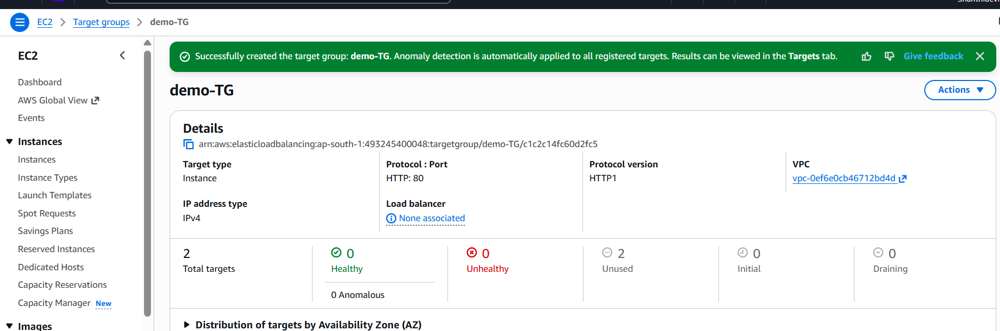 EC2 > Target groups > demo-TG
EC2
Dashboard
AWS Global View
Events
Instances
Instances
Instance Types
Launch Templates
Spot Requests
Savings Plans
Reserved Instances
Dedicated Hosts
Capacity Reservations
Capacity Manager New
Images
Successfully created the target group: demo-TG. Anomaly detection is automatically applied to all registered targets. Results can be viewed in the Targets tab. Give feedback
demo-TG
Actions
Details
arn:aws:elasticloadbalancing:ap-south-1:493245400048:targetgroup/demo-TG/c1c2c14fc60d2fc5
Target type
Instance
Protocol : Port
HTTP: 80
Protocol version
HTTP1
VPC
vpc-0ef6e0cb46712bd4d
IP address type
IPv4
Load balancer
None associated
2
Total targets
0
Healthy
0 Anomalous
0
Unhealthy
2
Unused
0
Initial
0
Draining
Distribution of targets by Availability Zone (AZ)